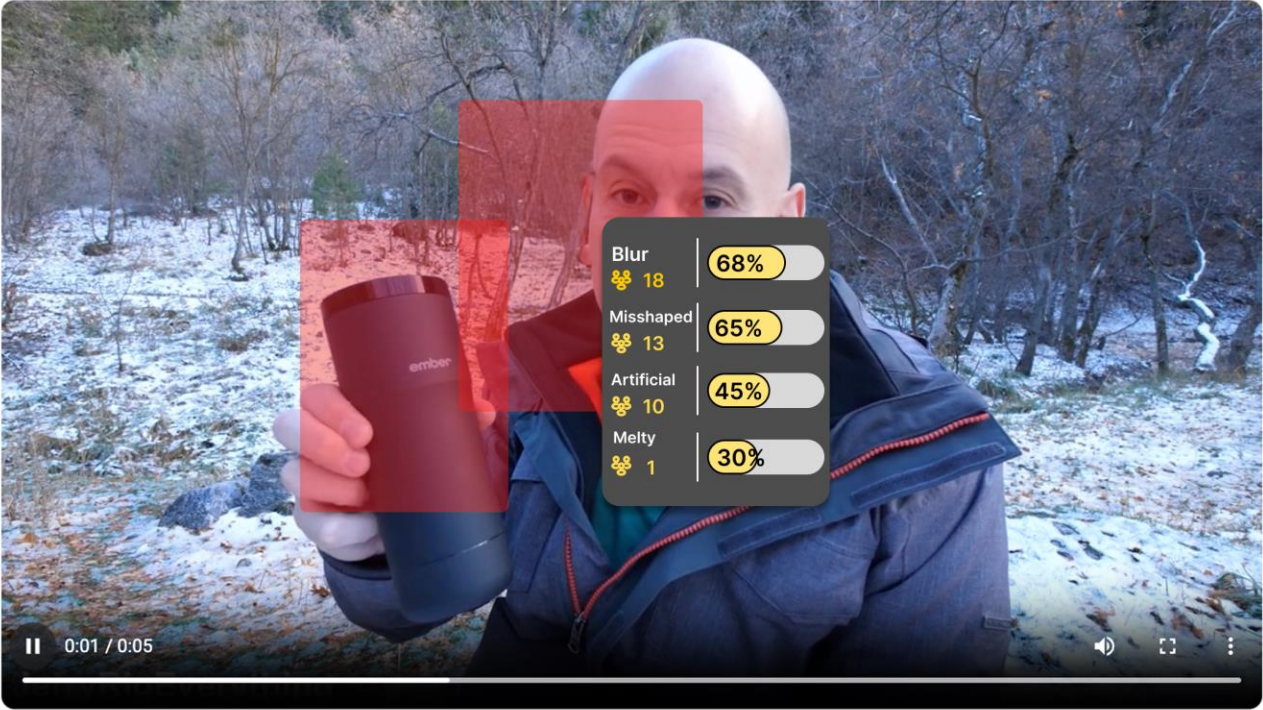 ember
Blur
18
68%
Misshaped
13
65%
Artificial
10
45%
Melty
1
30%
0:01 / 0:05